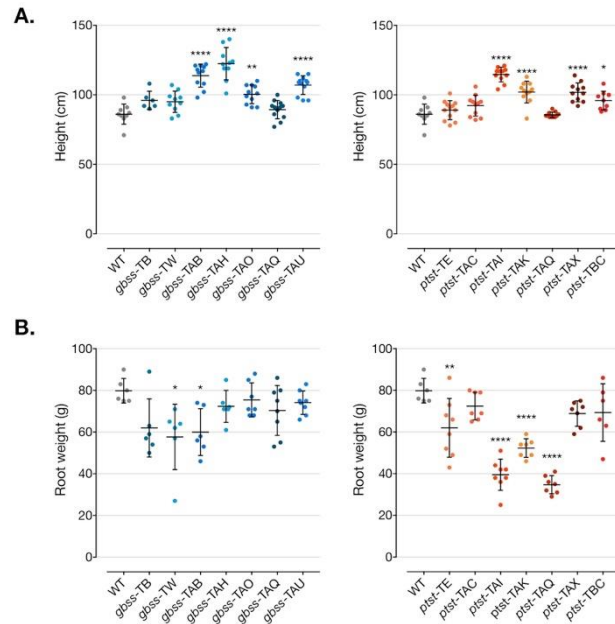 A.
Height (cm)
150
100
50
0
**** **** ** ****
WT gbss-TB gbss-TW gbss-TAB gbss-TAH gbss-TAO gbss-TAQ gbss-TAU
Height (cm)
150
100
50
0
**** **** **** *
WT ptst-TE ptst-TAC ptst-TAI ptst-TAK ptst-TAQ ptst-TAX ptst-TBC
B.
Root weight (g)
100
80
60
40
20
0
* *
WT gbss-TB gbss-TW gbss-TAB gbss-TAH gbss-TAO gbss-TAQ gbss-TAU
Root weight (g)
100
80
60
40
20
0
** **** **** ****
WT ptst-TE ptst-TAC ptst-TAI ptst-TAK ptst-TAQ ptst-TAX ptst-TBC